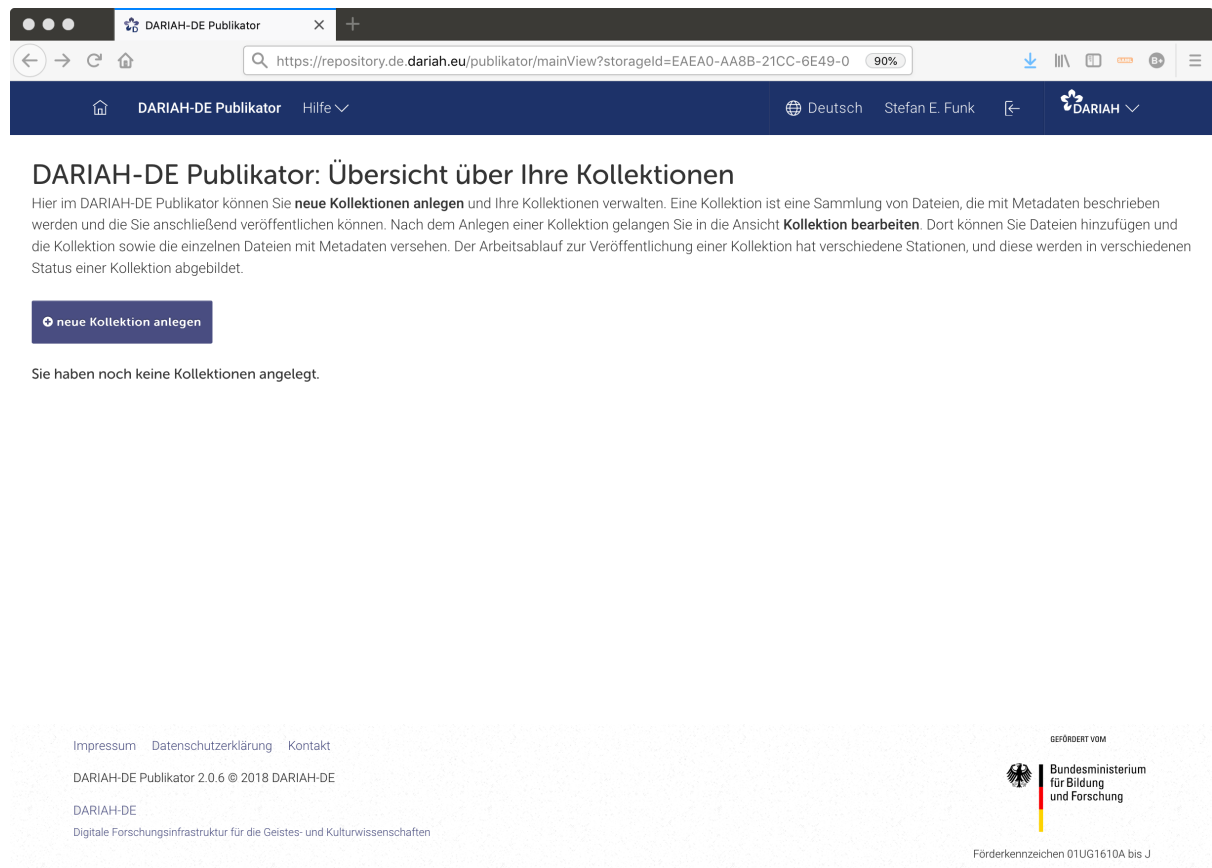 DARIAH-DE Publikator
https://repository.de.dariah.eu/publikator/mainView?storageId=EAEA0-AA8B-21CC-6E49-0 90%
DARIAH-DE Publikator Hilfe Deutsch Stefan E. Funk DARIAH
DARIAH-DE Publikator: Übersicht über Ihre Kollektionen
Hier im DARIAH-DE Publikator können Sie neue Kollektionen anlegen und Ihre Kollektionen verwalten. Eine Kollektion ist eine Sammlung von Dateien, die mit Metadaten beschrieben
werden und die Sie anschließend veröffentlichen können. Nach dem Anlegen einer Kollektion gelangen Sie in die Ansicht Kollektion bearbeiten. Dort können Sie Dateien hinzufügen und
die Kollektion sowie die einzelnen Dateien mit Metadaten versehen. Der Arbeitsablauf zur Veröffentlichung einer Kollektion hat verschiedene Stationen, und diese werden in verschiedenen
Status einer Kollektion abgebildet.
neue Kollektion anlegen
Sie haben noch keine Kollektionen angelegt.
Impressum Datenschutzerklärung Kontakt
DARIAH-DE Publikator 2.0.6 © 2018 DARIAH-DE
DARIAH-DE
Digitale Forschungsinfrastruktur für die Geistes- und Kulturwissenschaften
GEFÖRDERT VOM
Bundesministerium
für Bildung
und Forschung
Förderkennzeichen 01UG1610A bis J